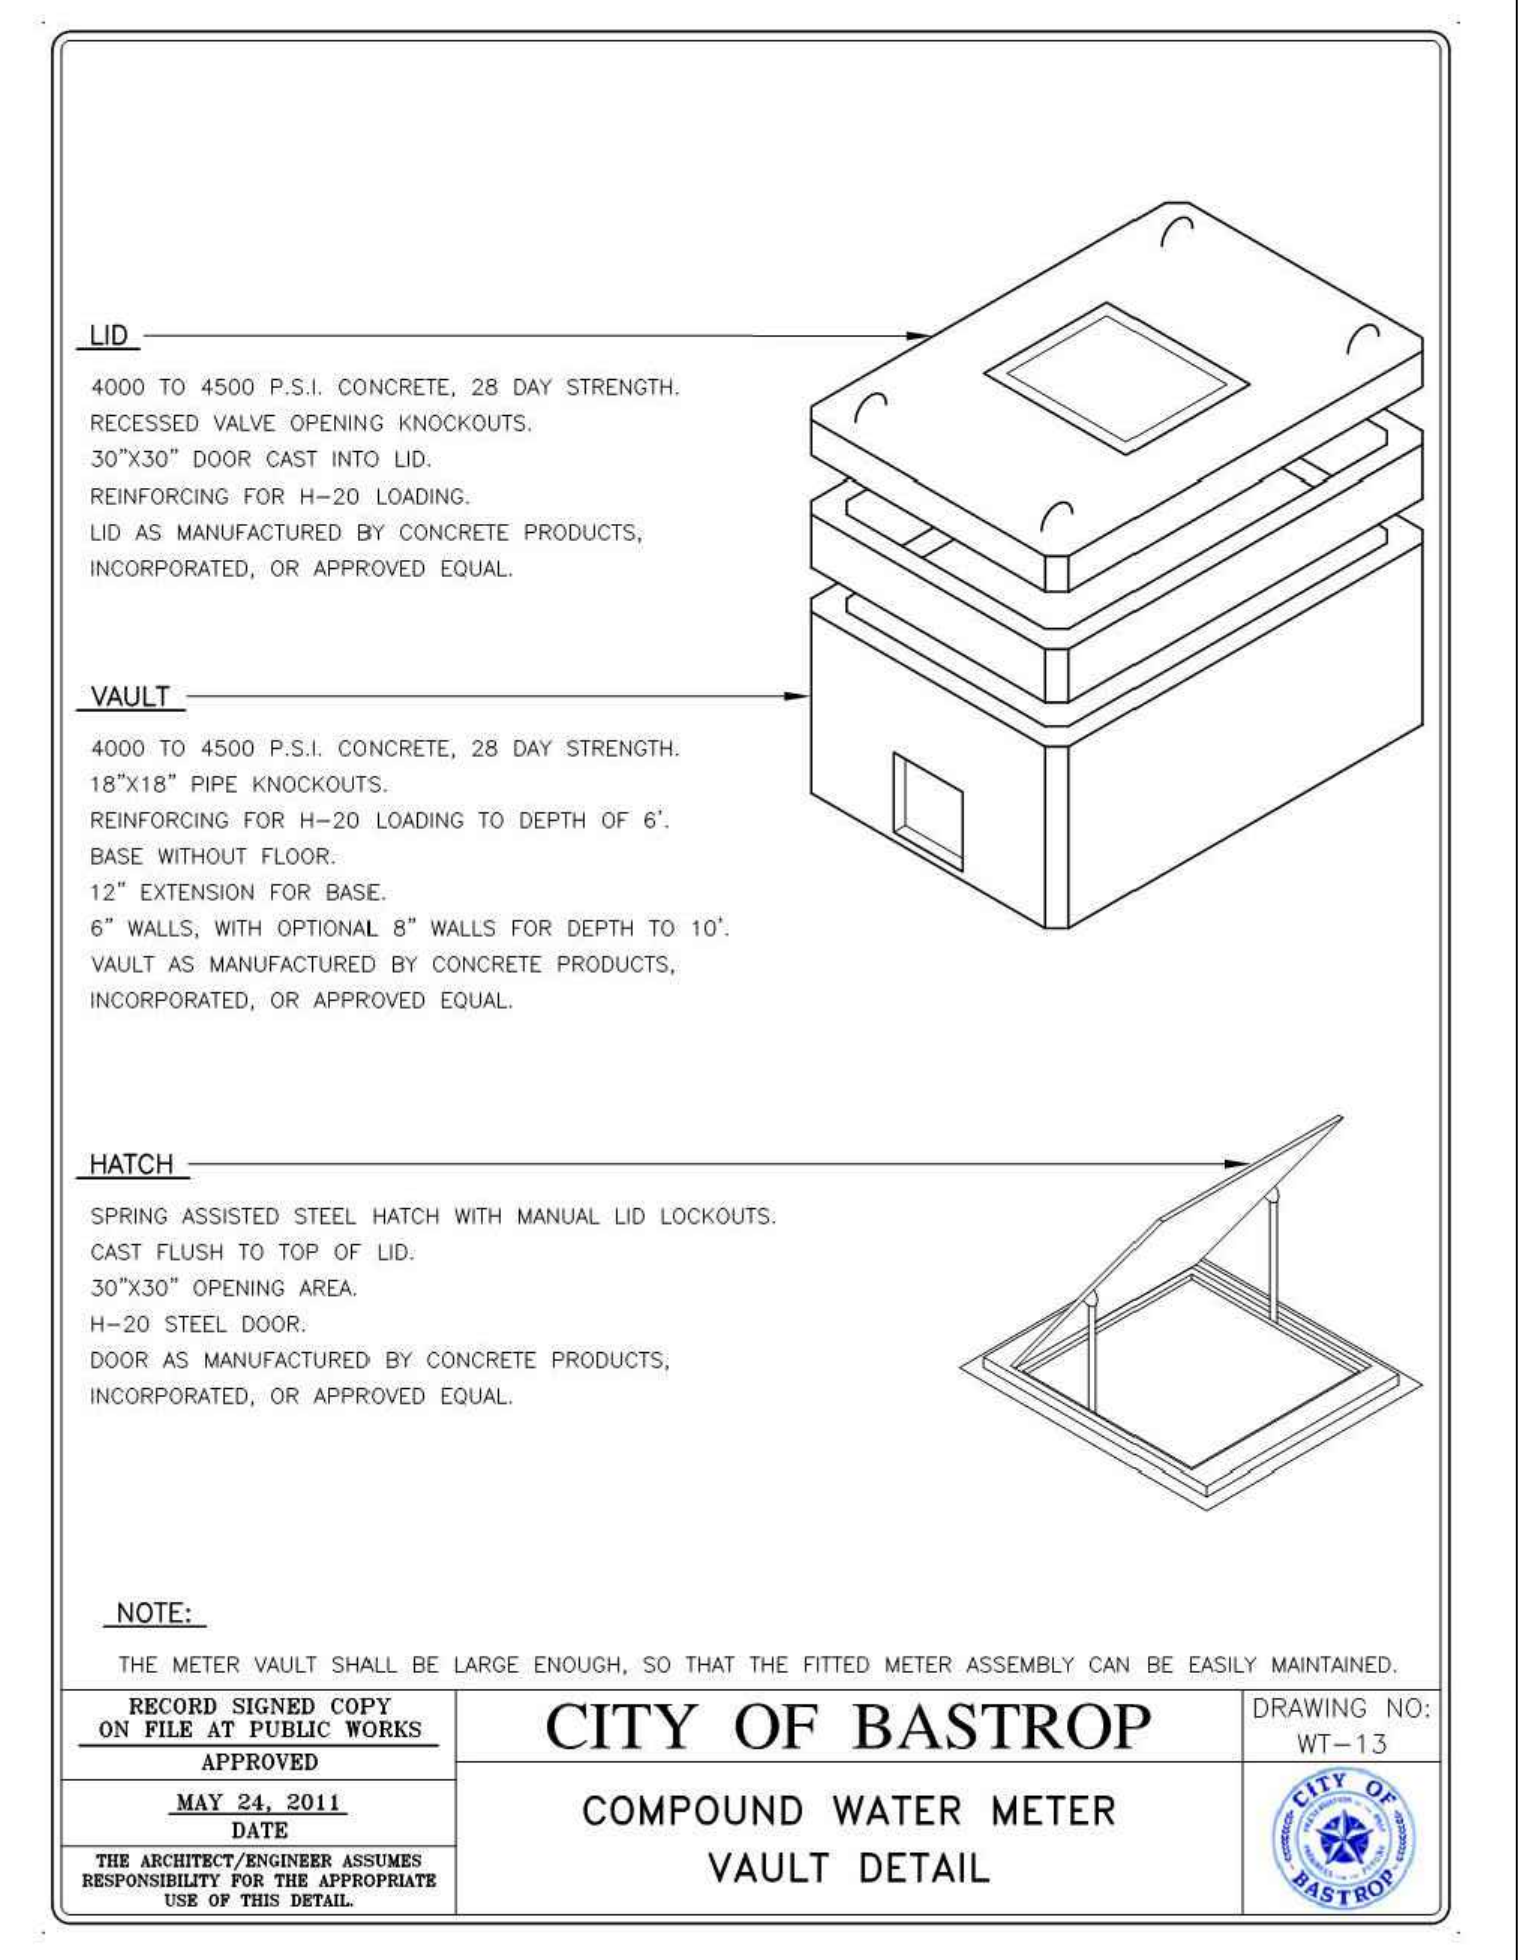 LID
4000 TO 4500 P.S.I. CONCRETE, 28 DAY STRENGTH.
RECESSED VALVE OPENING KNOCKOUTS.
30"X30" DOOR CAST INTO LID.
REINFORCING FOR H-20 LOADING.
LID AS MANUFACTURED BY CONCRETE PRODUCTS,
INCORPORATED, OR APPROVED EQUAL.
VAULT
4000 TO 4500 P.S.I. CONCRETE, 28 DAY STRENGTH.
18"X18" PIPE KNOCKOUTS.
REINFORCING FOR H-20 LOADING TO DEPTH OF 6'.
BASE WITHOUT FLOOR.
12" EXTENSION FOR BASE.
6" WALLS, WITH OPTIONAL 8" WALLS FOR DEPTH TO 10'.
VAULT AS MANUFACTURED BY CONCRETE PRODUCTS,
INCORPORATED, OR APPROVED EQUAL.
HATCH
SPRING ASSISTED STEEL HATCH WITH MANUAL LID LOCKOUTS.
CAST FLUSH TO TOP OF LID.
30"X30" OPENING AREA.
H-20 STEEL DOOR.
DOOR AS MANUFACTURED BY CONCRETE PRODUCTS,
INCORPORATED, OR APPROVED EQUAL.
NOTE:
THE METER VAULT SHALL BE LARGE ENOUGH, SO THAT THE FITTED METER ASSEMBLY CAN BE EASILY MAINTAINED.
RECORD SIGNED COPY
ON FILE AT PUBLIC WORKS
APPROVED
MAY 24, 2011
DATE
THE ARCHITECT/ENGINEER ASSUMES
RESPONSIBILITY FOR THE APPROPRIATE
USE OF THIS DETAIL.
CITY OF BASTROP
COMPOUND WATER METER
VAULT DETAIL
DRAWING NO:
WT-13
CITY OF
BASTROP